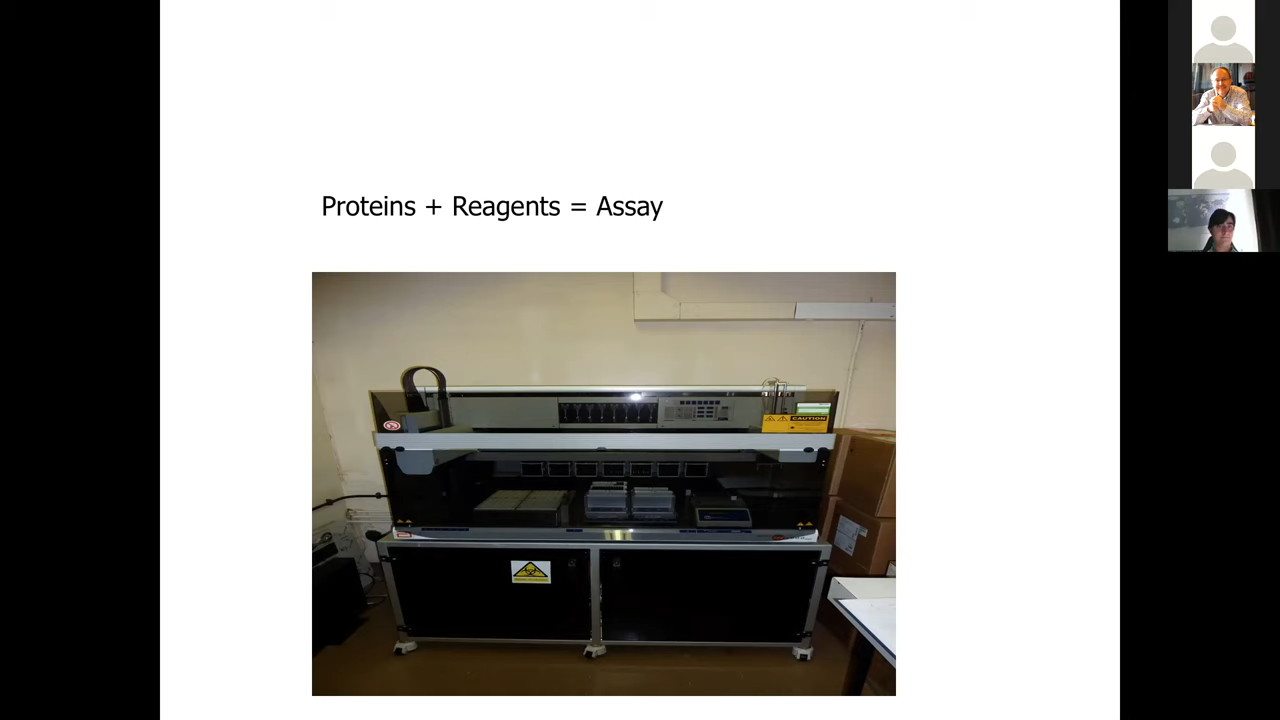 Proteins + Reagents = Assay
CAUTION